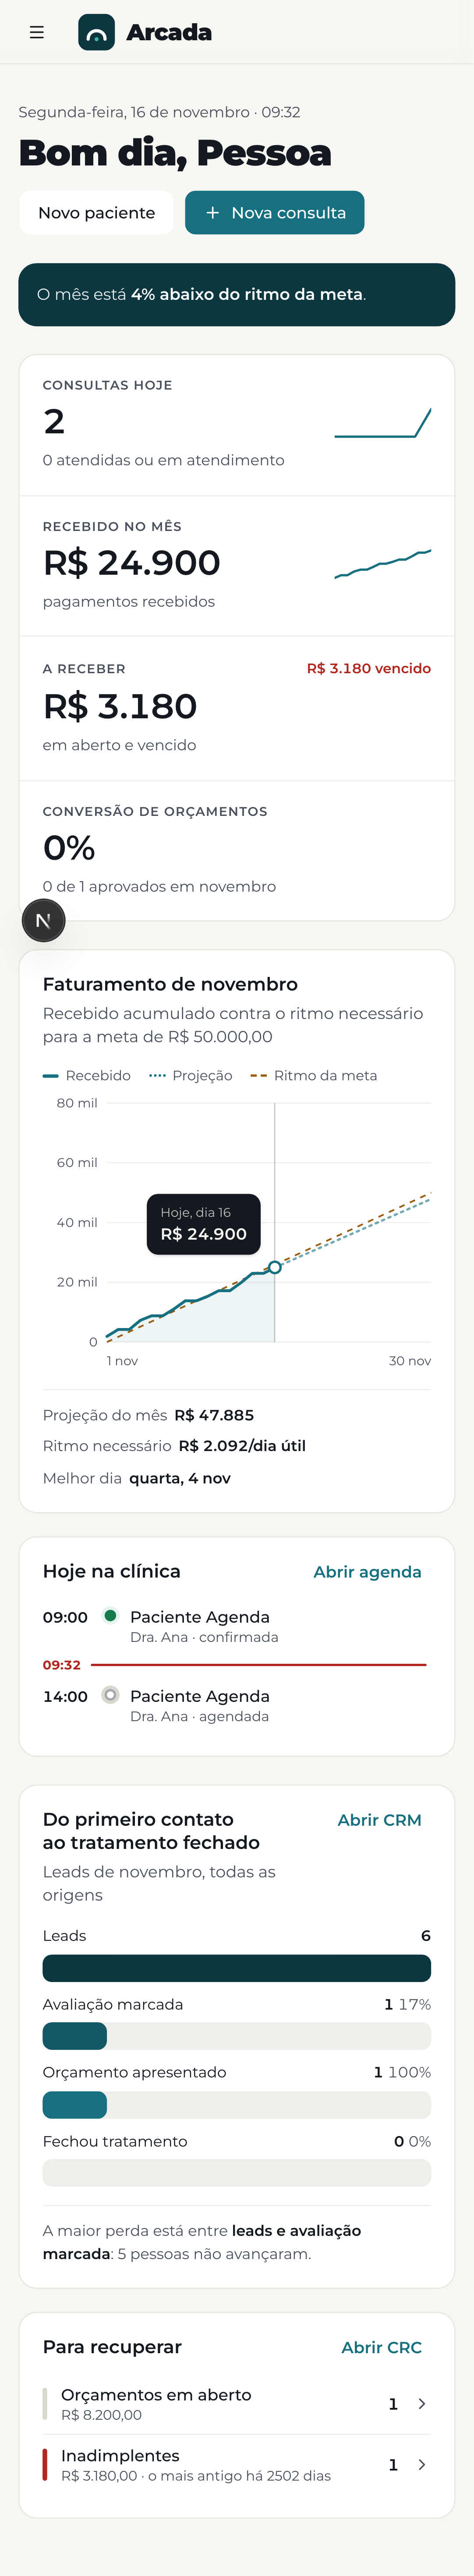 Arcada
Segunda-feira, 16 de novembro · 09:32
Bom dia, Pessoa
Novo paciente
+ Nova consulta
O mês está 4% abaixo do ritmo da meta.
CONSULTAS HOJE
2
0 atendidas ou em atendimento
RECEBIDO NO MÊS
R$ 24.900
pagamentos recebidos
A RECEBER
R$ 3.180 vencido
R$ 3.180
em aberto e vencido
CONVERSÃO DE ORÇAMENTOS
0%
0 de 1 aprovados em novembro
N
Faturamento de novembro
Recebido acumulado contra o ritmo necessário
para a meta de R$ 50.000,00
Recebido Projeção Ritmo da meta
80 mil
60 mil
40 mil
20 mil
0
Hoje, dia 16
R$ 24.900
1 nov 30 nov
Projeção do mês R$ 47.885
Ritmo necessário R$ 2.092/dia útil
Melhor dia quarta, 4 nov
Hoje na clínica
Abrir agenda
09:00 Paciente Agenda
Dra. Ana · confirmada
09:32
14:00 Paciente Agenda
Dra. Ana · agendada
Do primeiro contato
ao tratamento fechado
Abrir CRM
Leads de novembro, todas as
origens
Leads 6
Avaliação marcada 1 17%
Orçamento apresentado 1 100%
Fechou tratamento 0 0%
A maior perda está entre leads e avaliação
marcada: 5 pessoas não avançaram.
Para recuperar
Abrir CRC
Orçamentos em aberto 1
R$ 8.200,00
Inadimplentes 1
R$ 3.180,00 · o mais antigo há 2502 dias